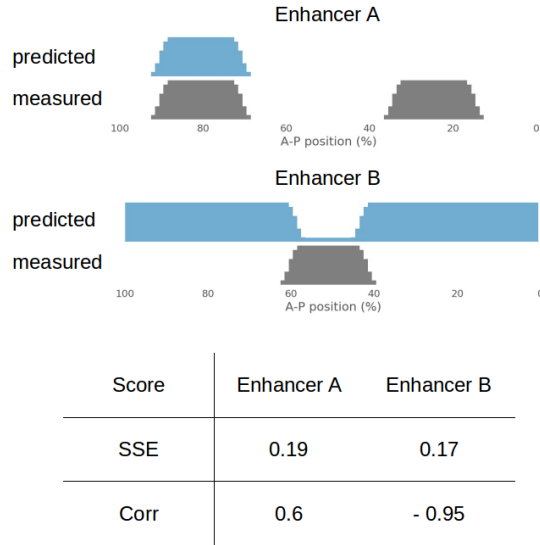 Enhancer A
predicted
measured
100 80 60 40 20 0
A-P position (%)
Enhancer B
predicted
measured
100 80 60 40 20 0
A-P position (%)
Score Enhancer A Enhancer B
SSE 0.19 0.17
Corr 0.6 - 0.95